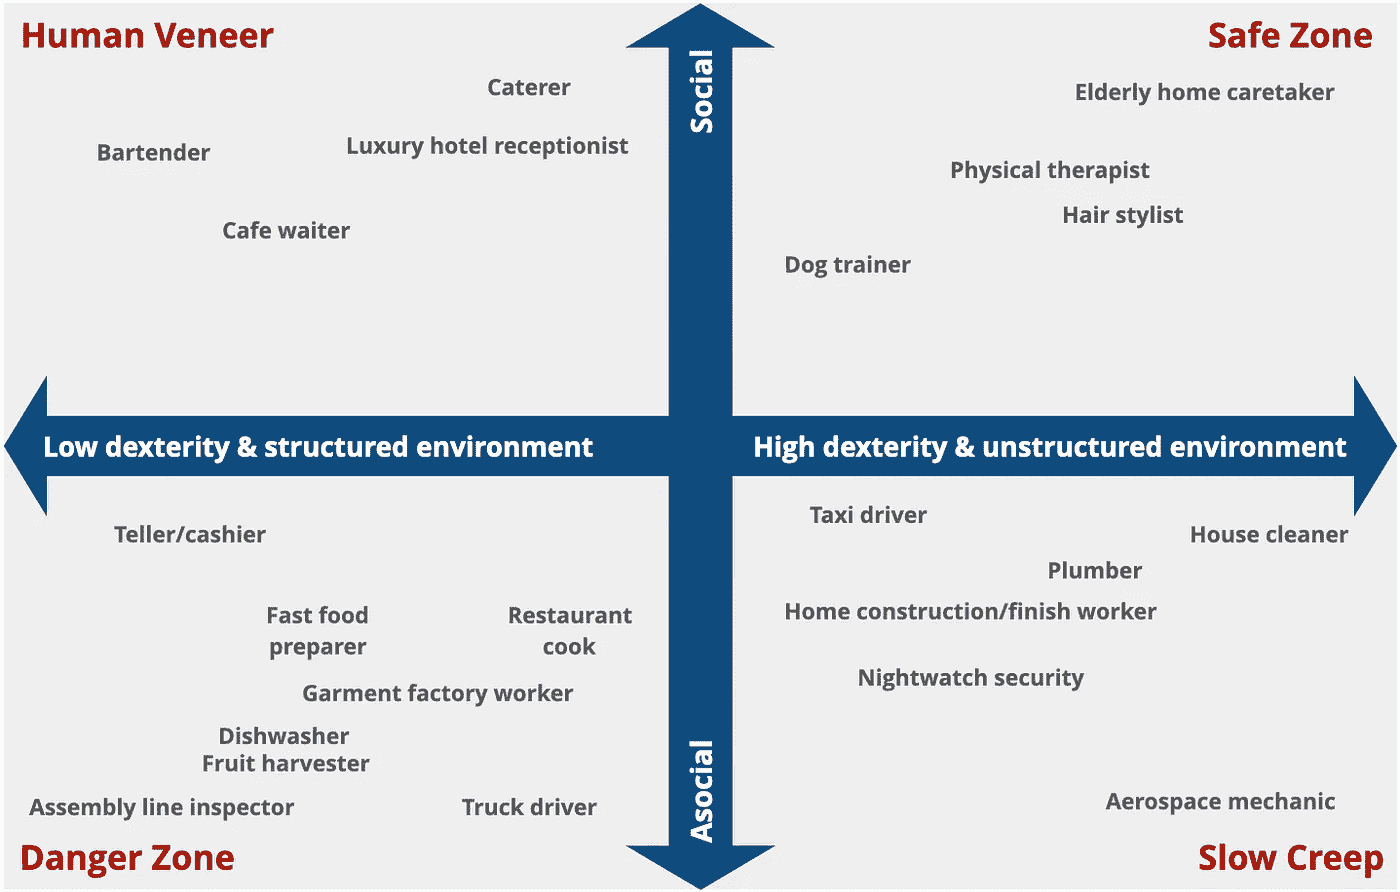 Human Veneer
Safe Zone
Social
Caterer
Elderly home caretaker
Bartender
Luxury hotel receptionist
Physical therapist
Hair stylist
Cafe waiter
Dog trainer
Low dexterity & structured environment
High dexterity & unstructured environment
Teller/cashier
Taxi driver
House cleaner
Plumber
Fast food
preparer
Restaurant
cook
Home construction/finish worker
Garment factory worker
Nightwatch security
Dishwasher
Fruit harvester
Assembly line inspector
Truck driver
Asocial
Aerospace mechanic
Danger Zone
Slow Creep